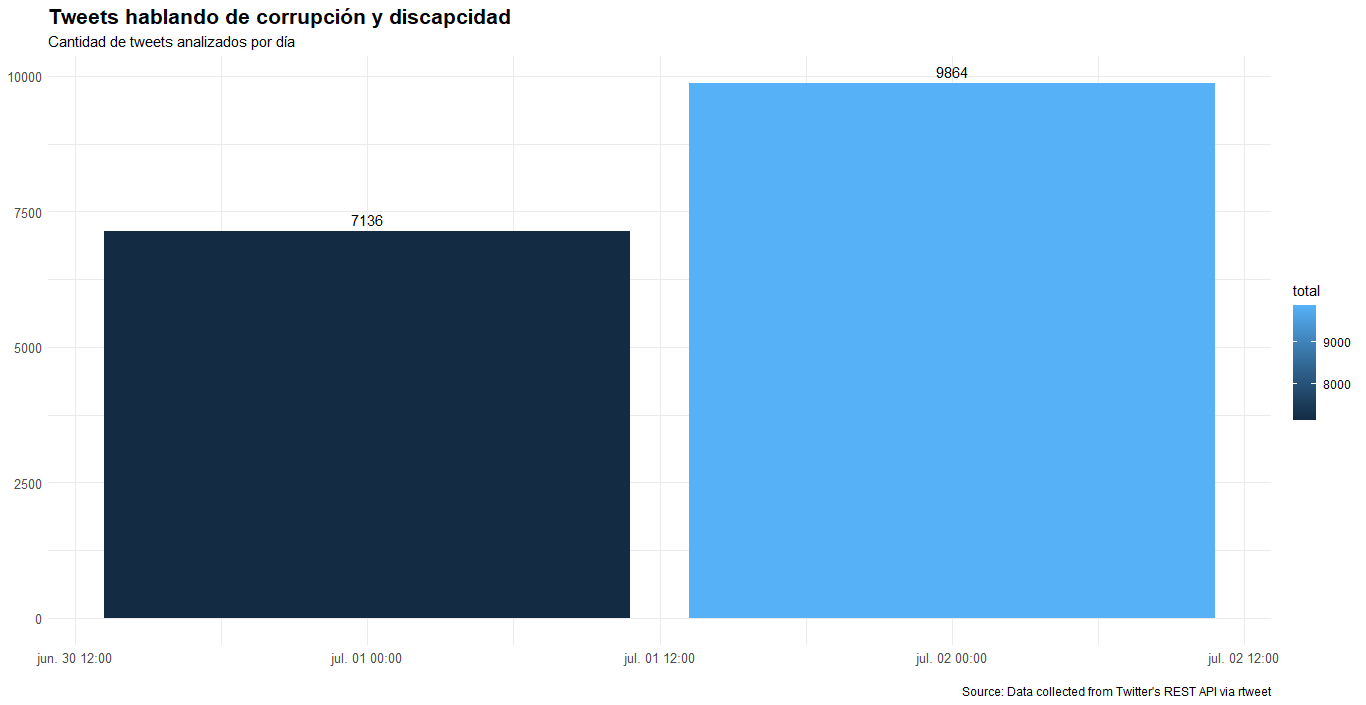 Tweets hablando de corrupción y discapcidad
Cantidad de tweets analizados por día
10000
7500
5000
2500
0
7136
9864
jun. 30 12:00
jul. 01 00:00
jul. 01 12:00
jul. 02 00:00
jul. 02 12:00
total
9000
8000
Source: Data collected from Twitter's REST API via rtweet